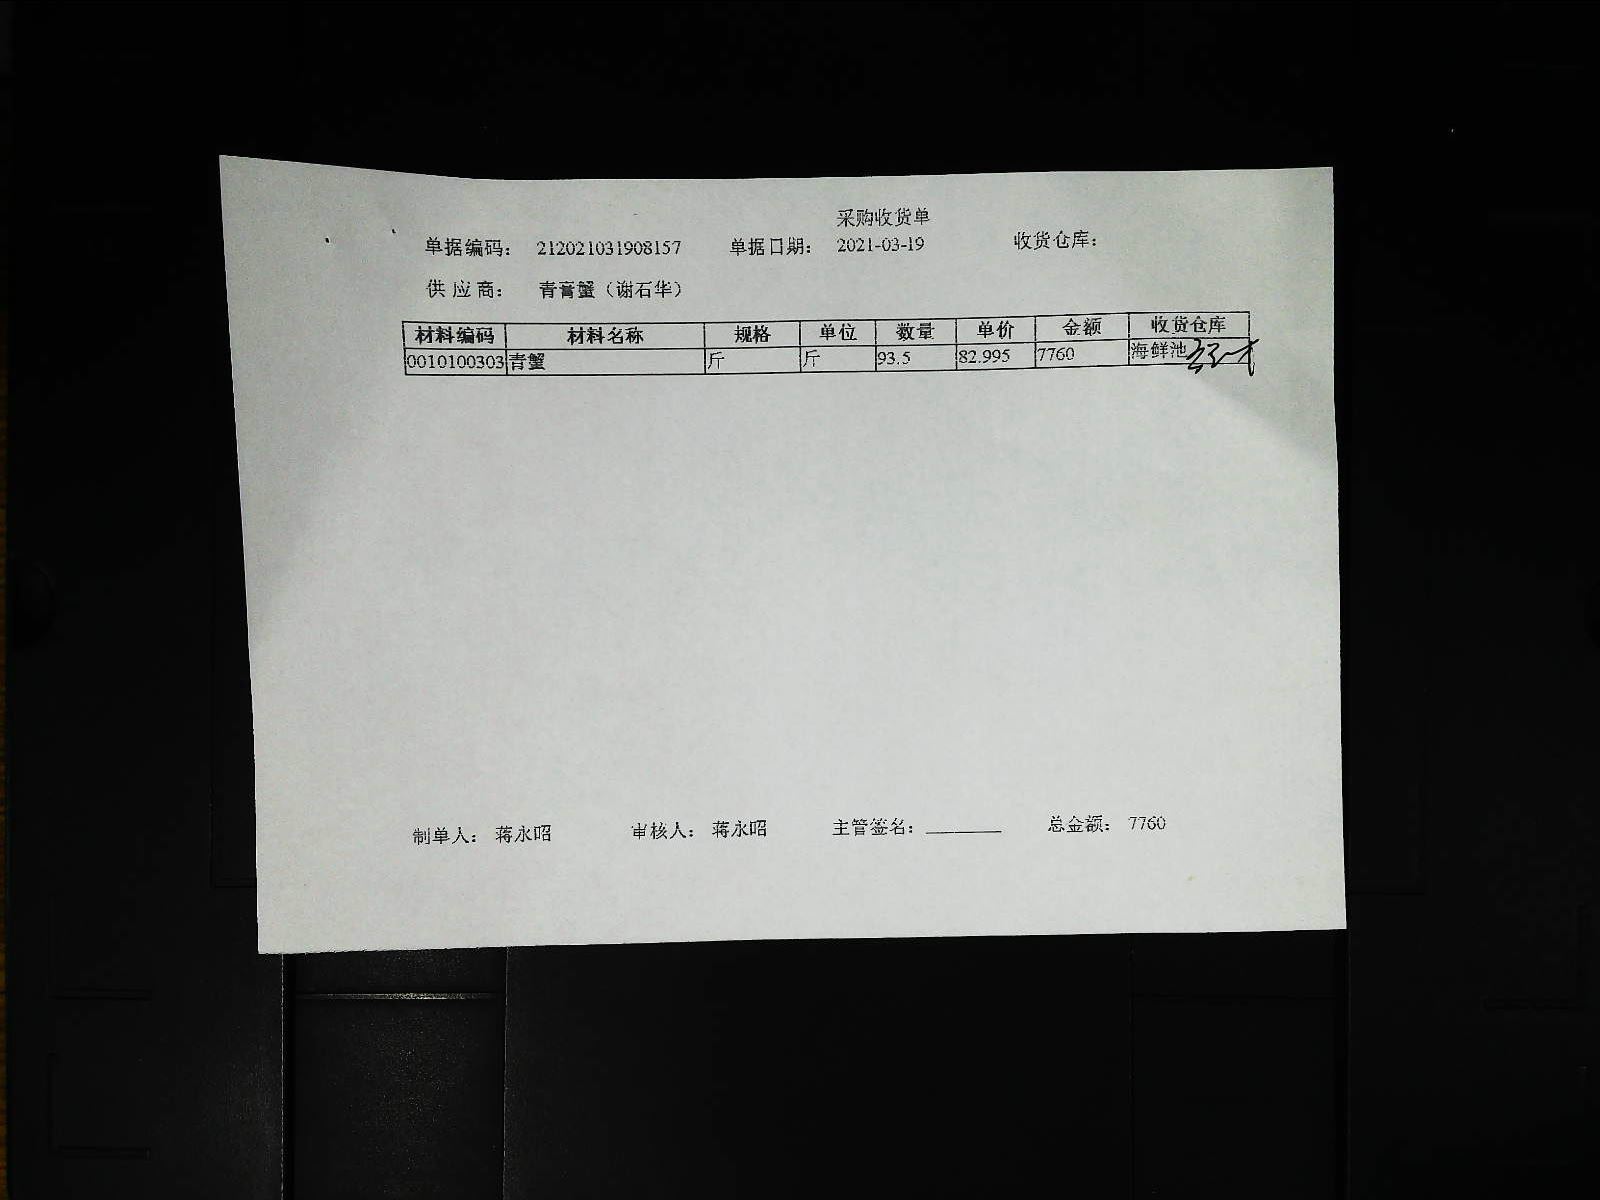 采购收货单
单据编码： 212021031908157 单据日期： 2021-03-19 收货仓库：
供 应 商： 青膏蟹（谢石华）
材料编码 材料名称 规格 单位 数量 单价 金额 收货仓库
0010100303 青蟹 斤 斤 93.5 82.995 7760 海鲜池
制单人： 蒋永昭 审核人： 蒋永昭 主管签名：________ 总金额： 7760